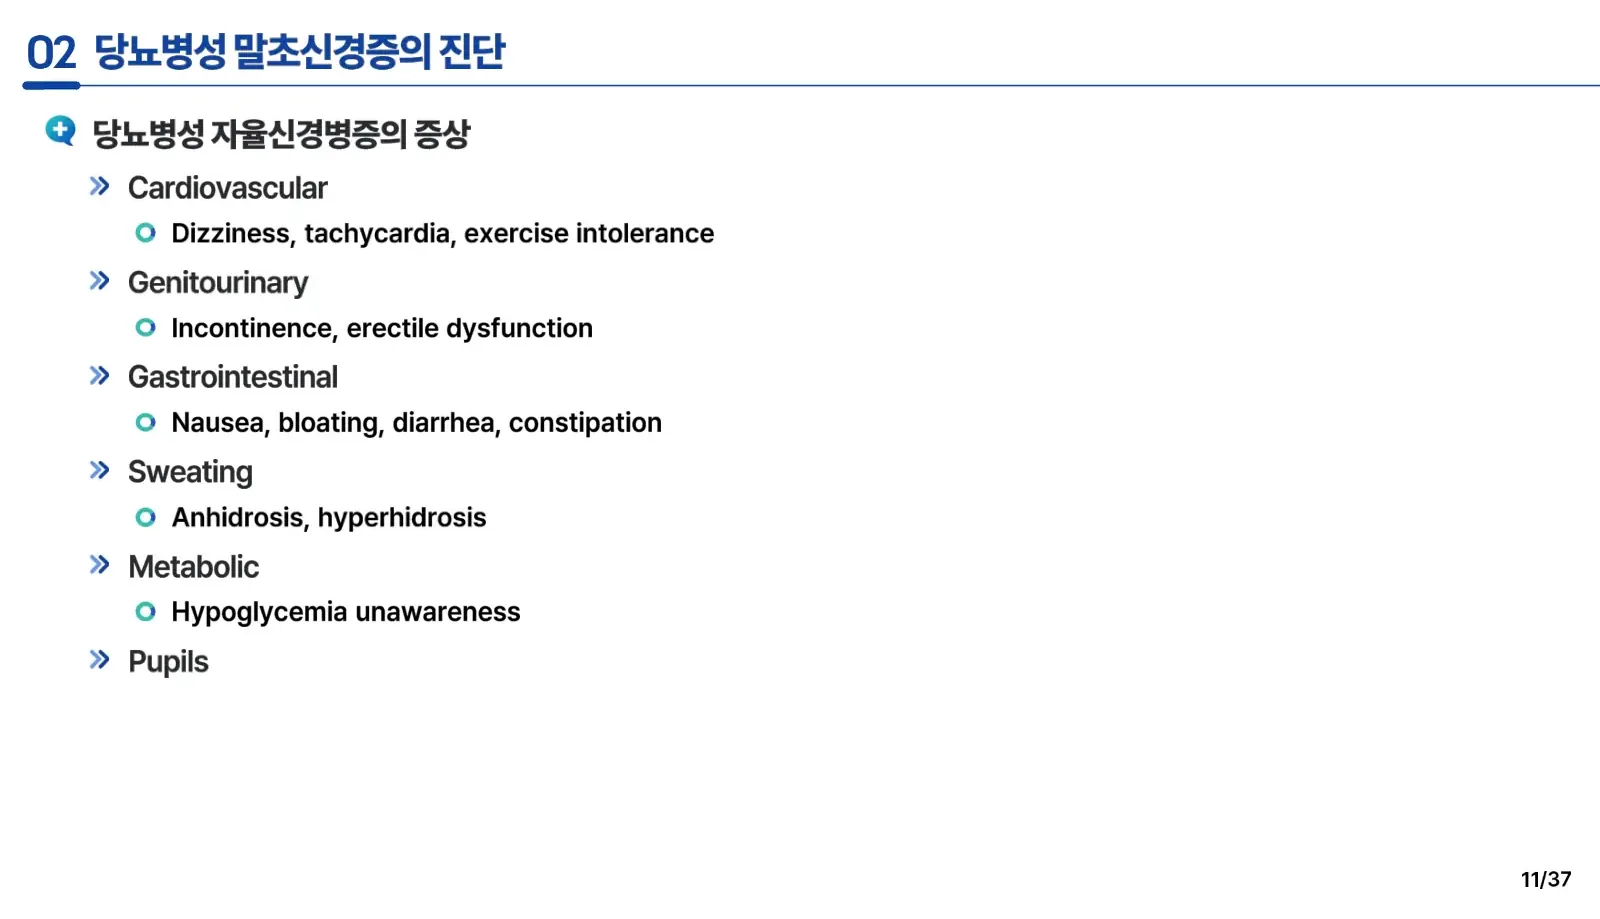 02 당뇨병성 말초신경증의 진단
당뇨병성 자율신경병증의 증상
Cardiovascular
Dizziness, tachycardia, exercise intolerance
Genitourinary
Incontinence, erectile dysfunction
Gastrointestinal
Nausea, bloating, diarrhea, constipation
Sweating
Anhidrosis, hyperhidrosis
Metabolic
Hypoglycemia unawareness
Pupils
11/37